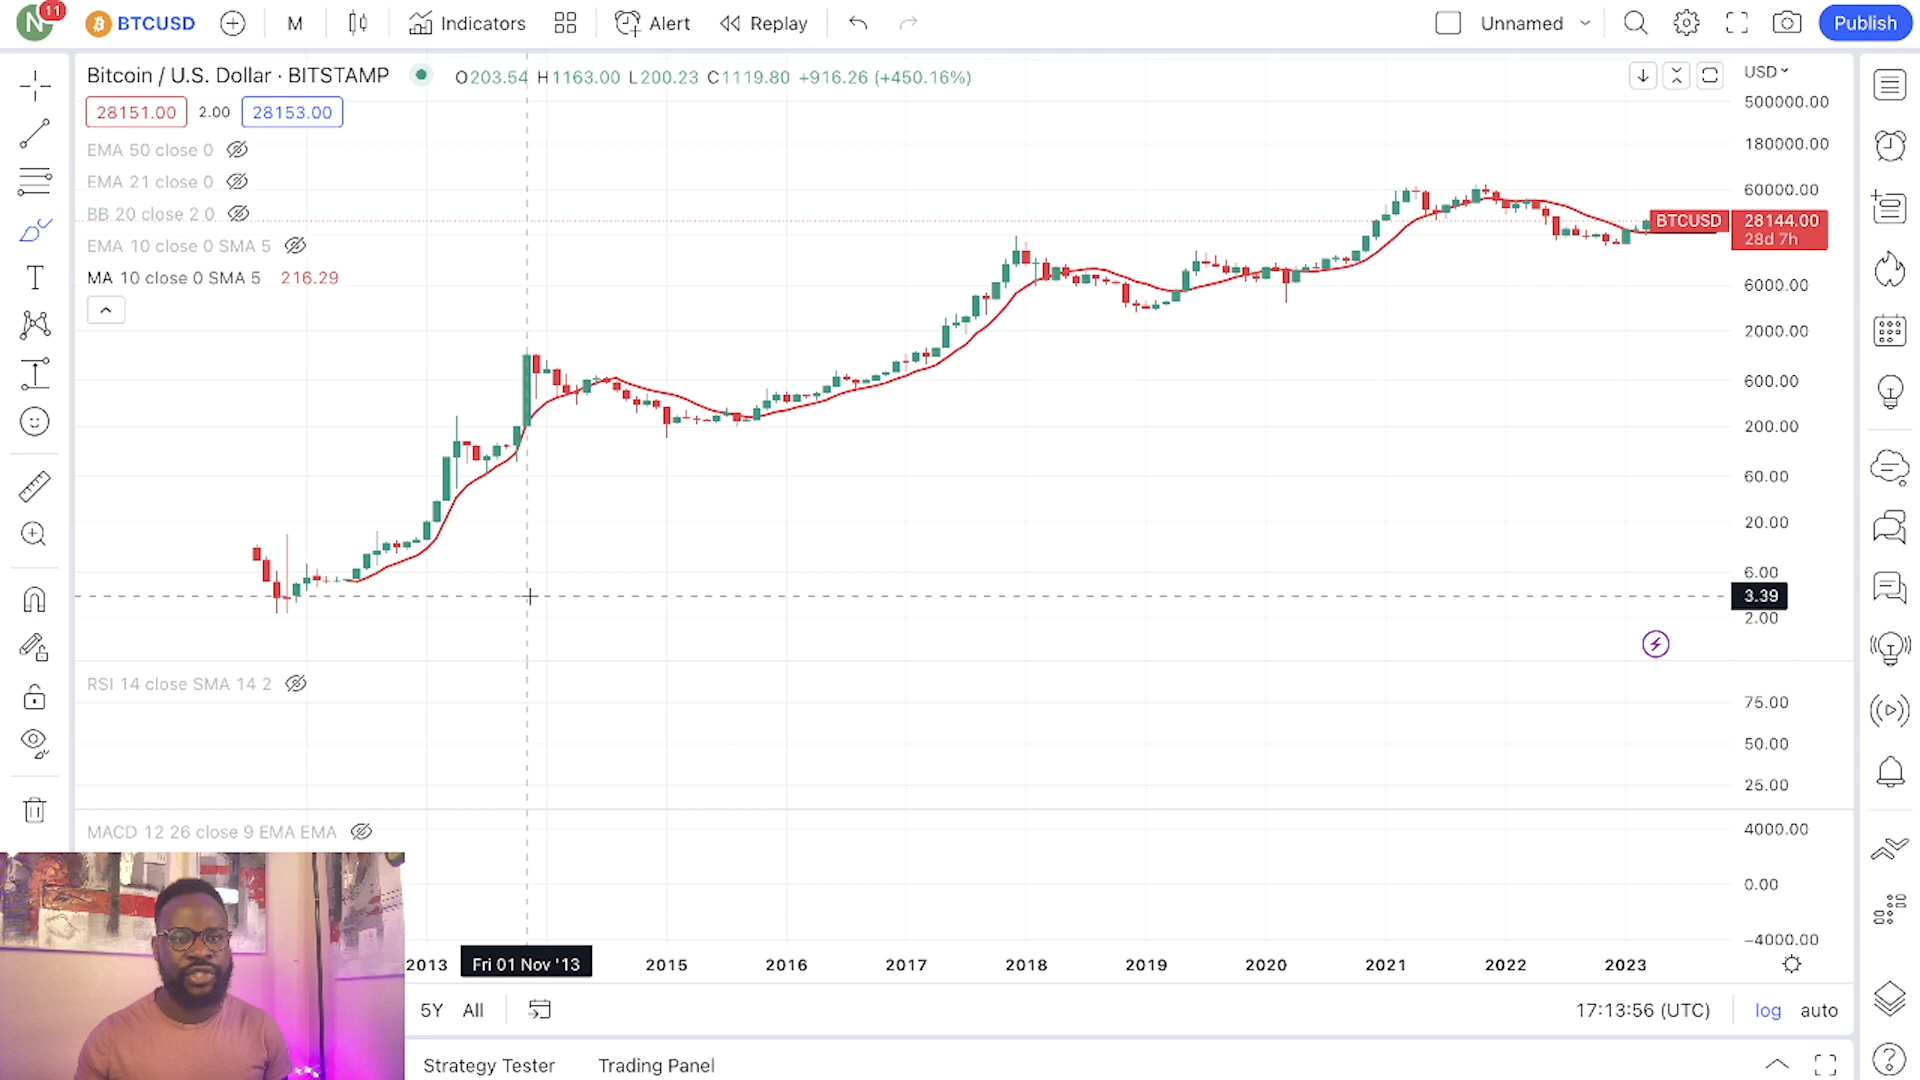 N 11 BTCUSD M Indicators Alert Replay Unnamed Publish
Bitcoin / U.S. Dollar · BITSTAMP O203.54 H1163.00 L200.23 C1119.80 +916.26 (+450.16%) USD
28151.00 2.00 28153.00
EMA 50 close 0
EMA 21 close 0
BB 20 close 2 0
EMA 10 close 0 SMA 5
MA 10 close 0 SMA 5 216.29
500000.00
180000.00
60000.00
BTCUSD 28144.00
28d 7h
6000.00
2000.00
600.00
200.00
60.00
20.00
6.00
3.39
2.00
RSI 14 close SMA 14 2
75.00
50.00
25.00
MACD 12 26 close 9 EMA EMA
4000.00
0.00
−4000.00
2013 Fri 01 Nov '13 2015 2016 2017 2018 2019 2020 2021 2022 2023
5Y All 17:13:56 (UTC) log auto
Strategy Tester Trading Panel